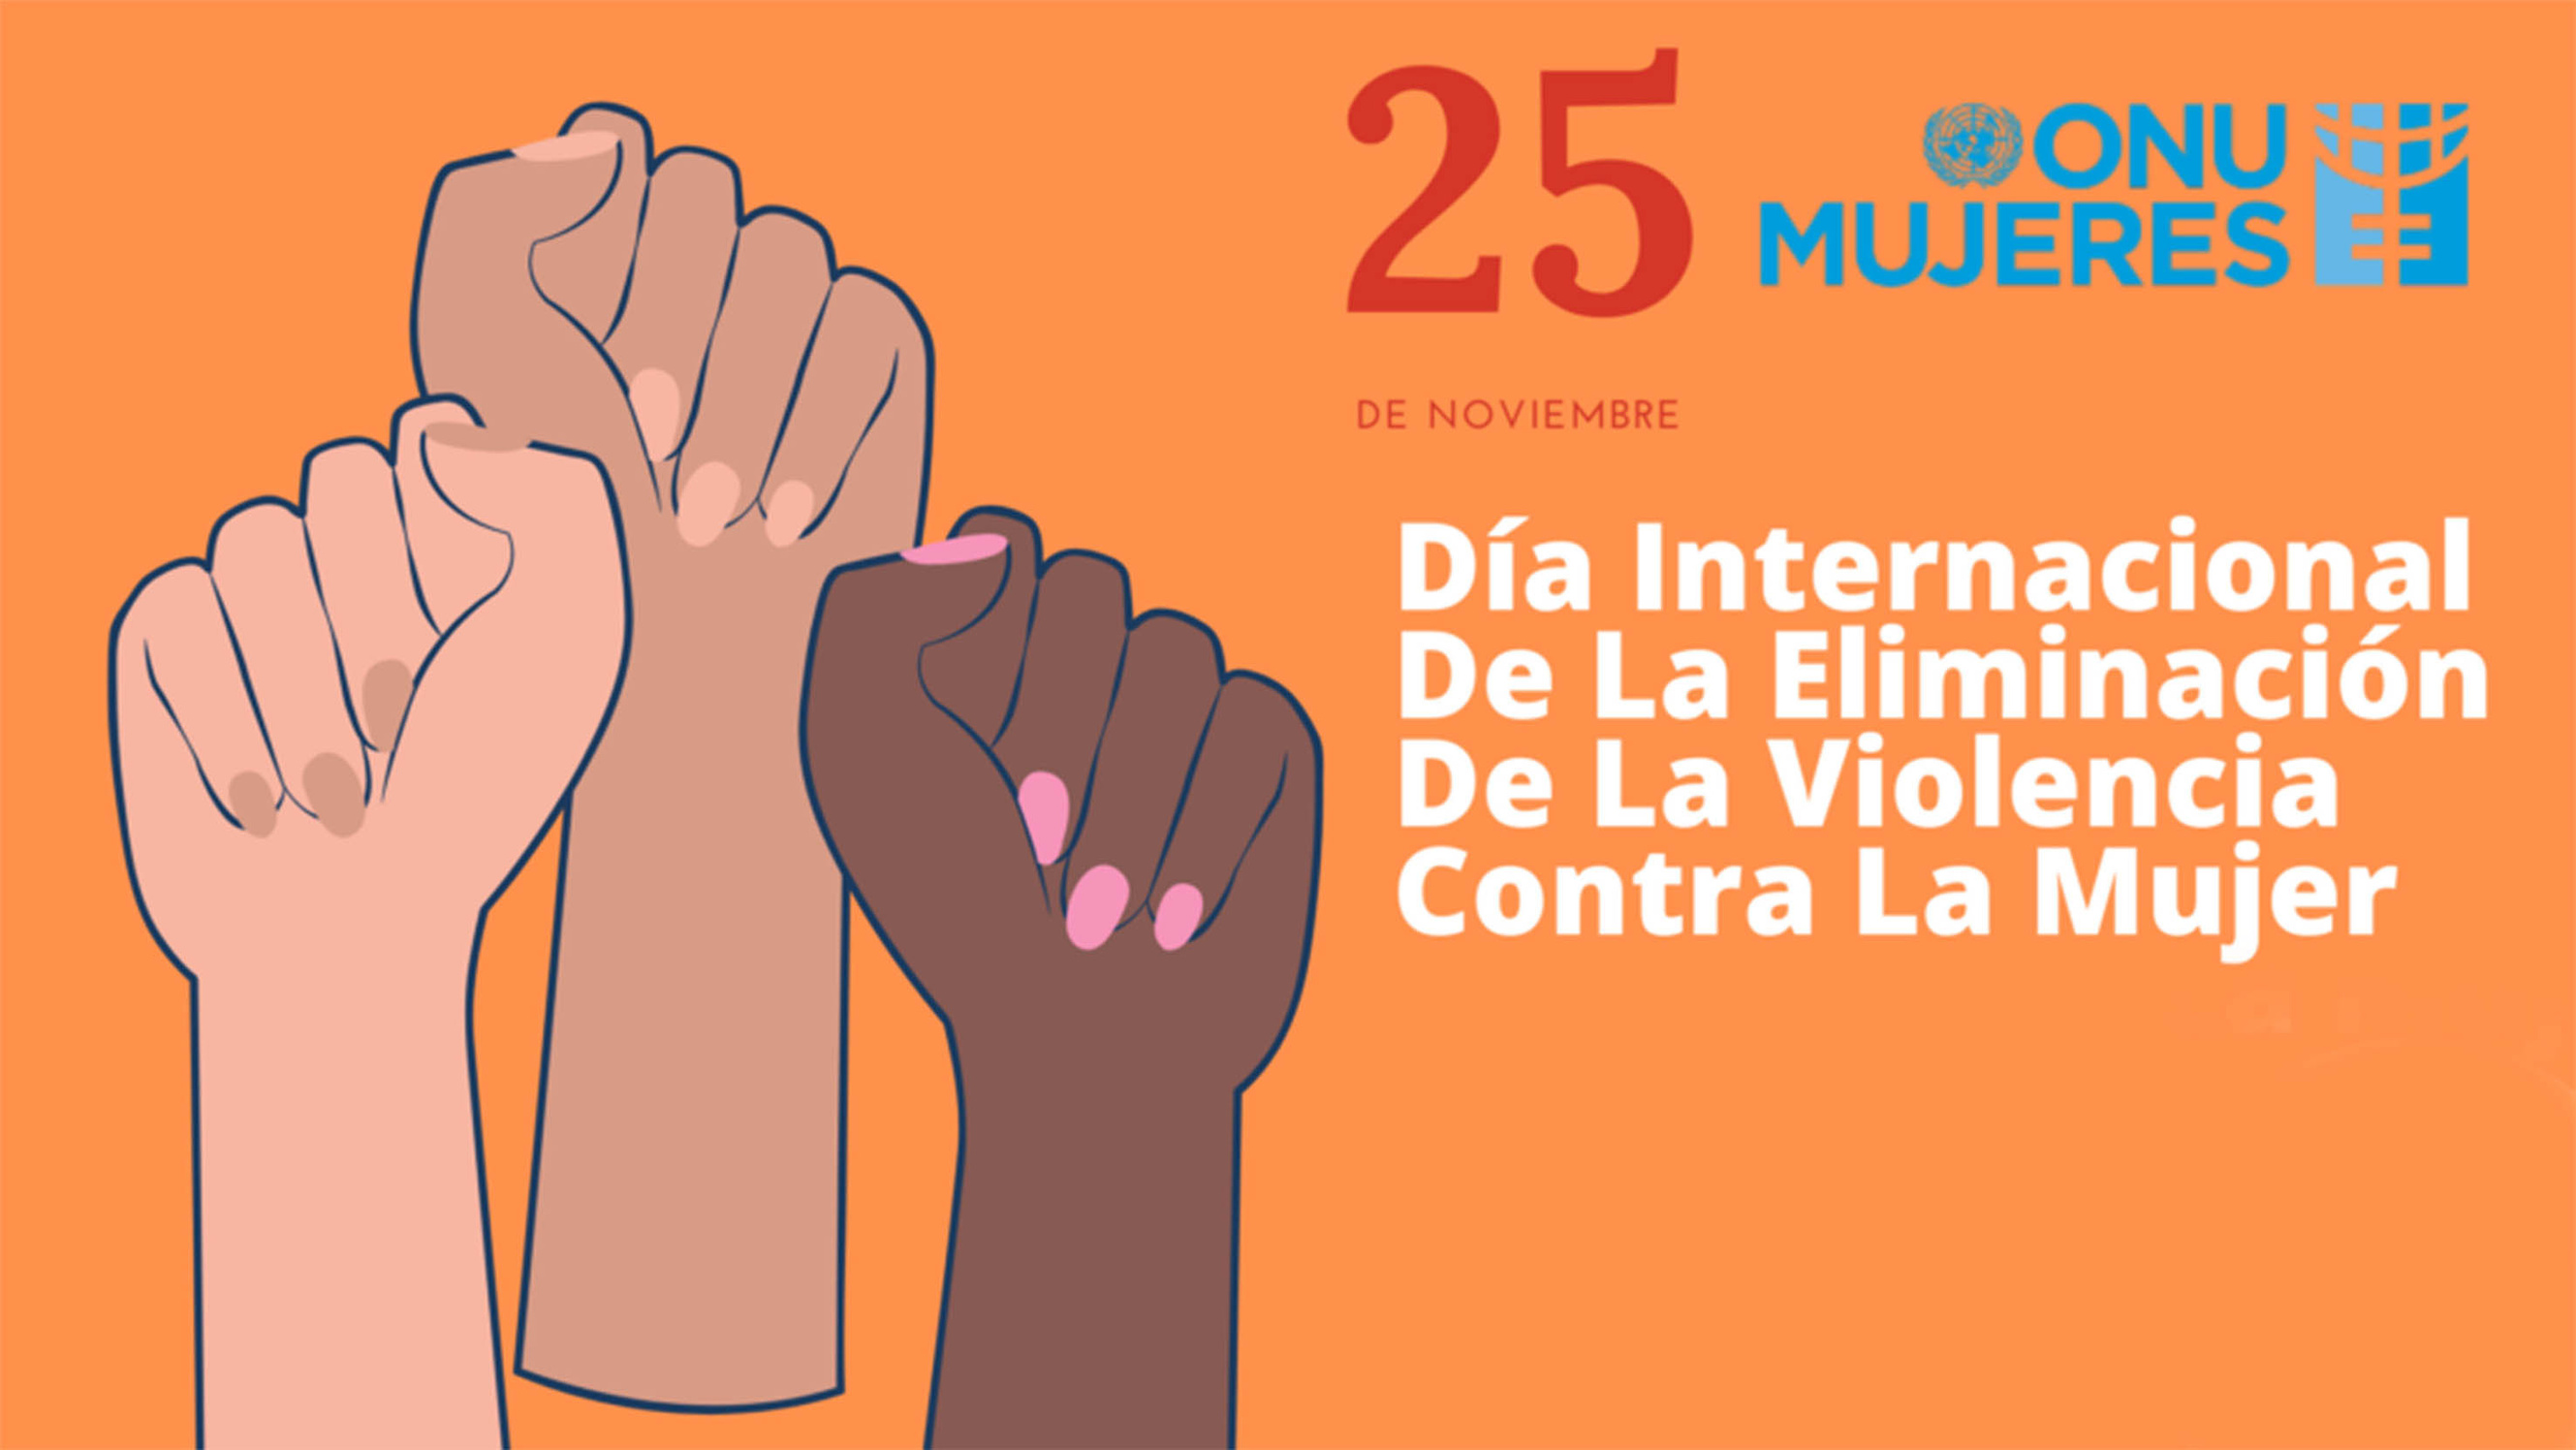 25
DE NOVIEMBRE
ONU
MUJERES
Día Internacional
De La Eliminación
De La Violencia
Contra La Mujer